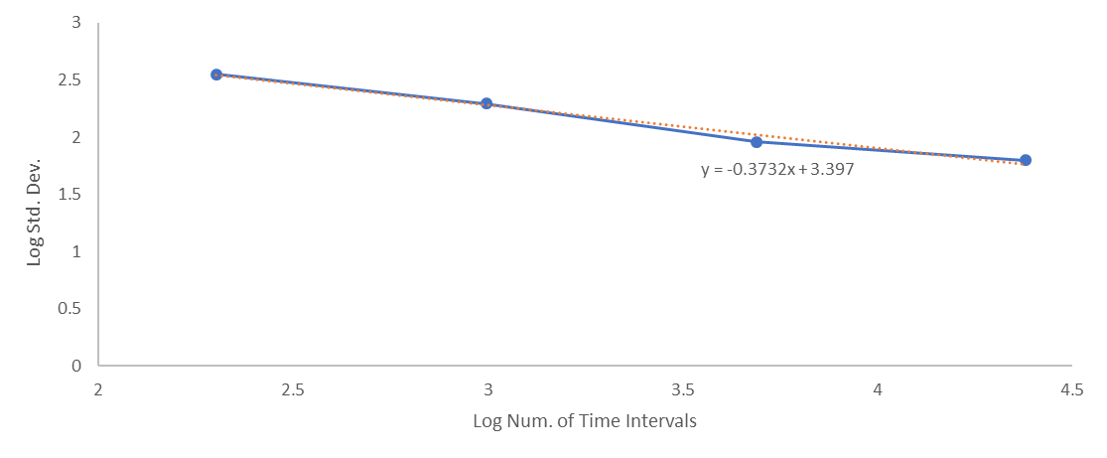 3
2.5
2
1.5
1
0.5
0
Log Std. Dev.
y = -0.3732x + 3.397
2 2.5 3 3.5 4 4.5
Log Num. of Time Intervals